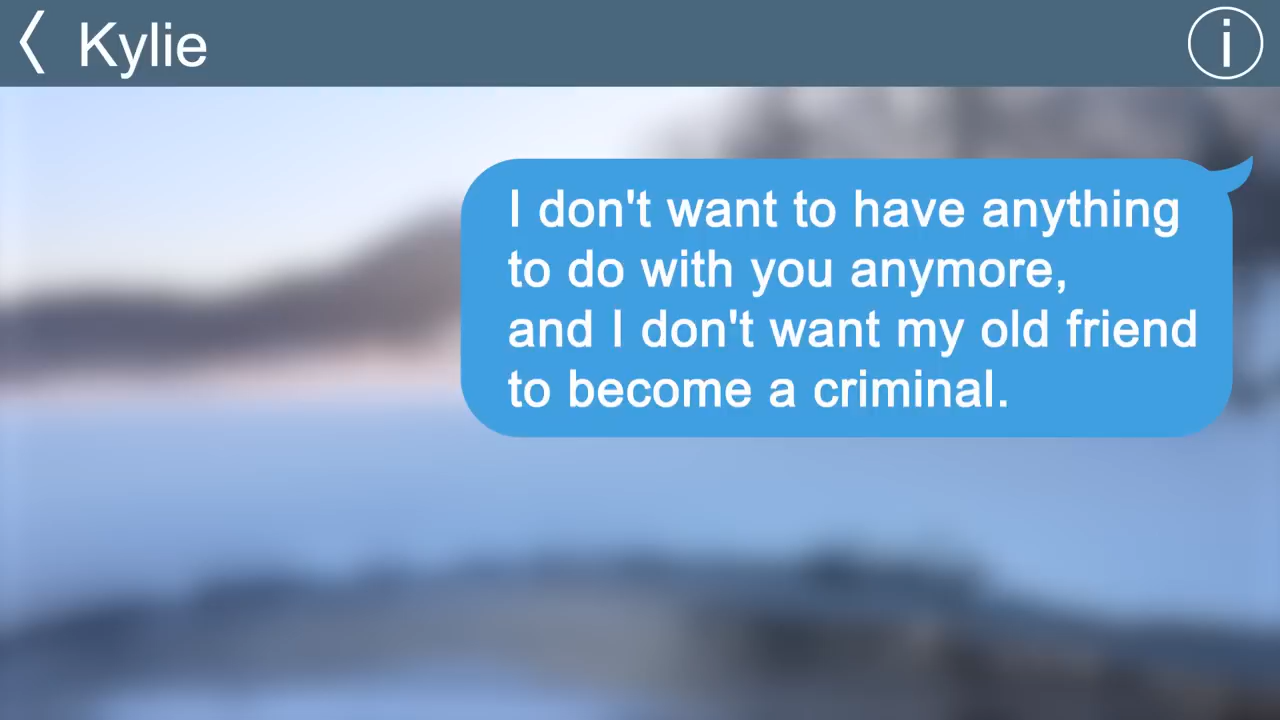 Kylie
I don't want to have anything
to do with you anymore,
and I don't want my old friend
to become a criminal.